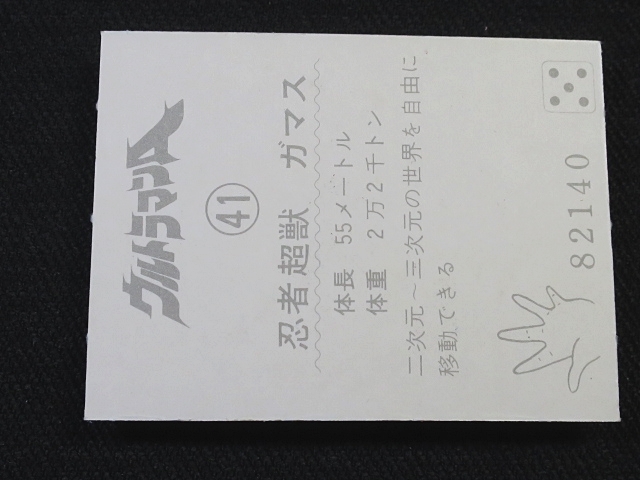 ウルトラマンA
41
忍者超獣 ガマス
体長 55メートル
体重 2万2千トン
二次元~三次元の世界を自由に
移動できる
82140